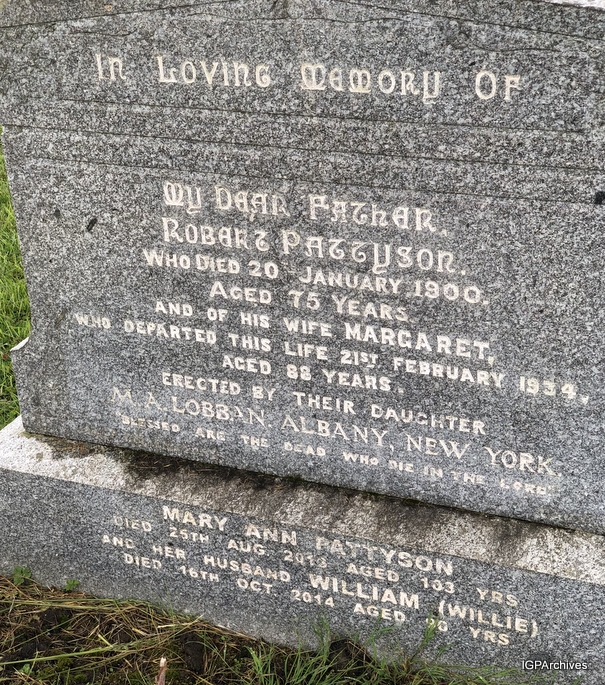 In Loving Memory Of
My Dear Father,
Robert Pattyson.
Who Died 20 January 1900.
Aged 75 Years
And of his wife Margaret,
Who departed this life 21st. February 1934,
Aged 88 Years.
Erected by their daughter
M. A. Lobban. Albany, New York.
"Blessed are the dead who die in the Lord"
MARY ANN PATTYSON
DIED 25TH AUG 2013 AGED 103 YRS
AND HER HUSBAND WILLIAM (WILLIE)
DIED 16TH OCT 2014 AGED YRS
IGPArchives